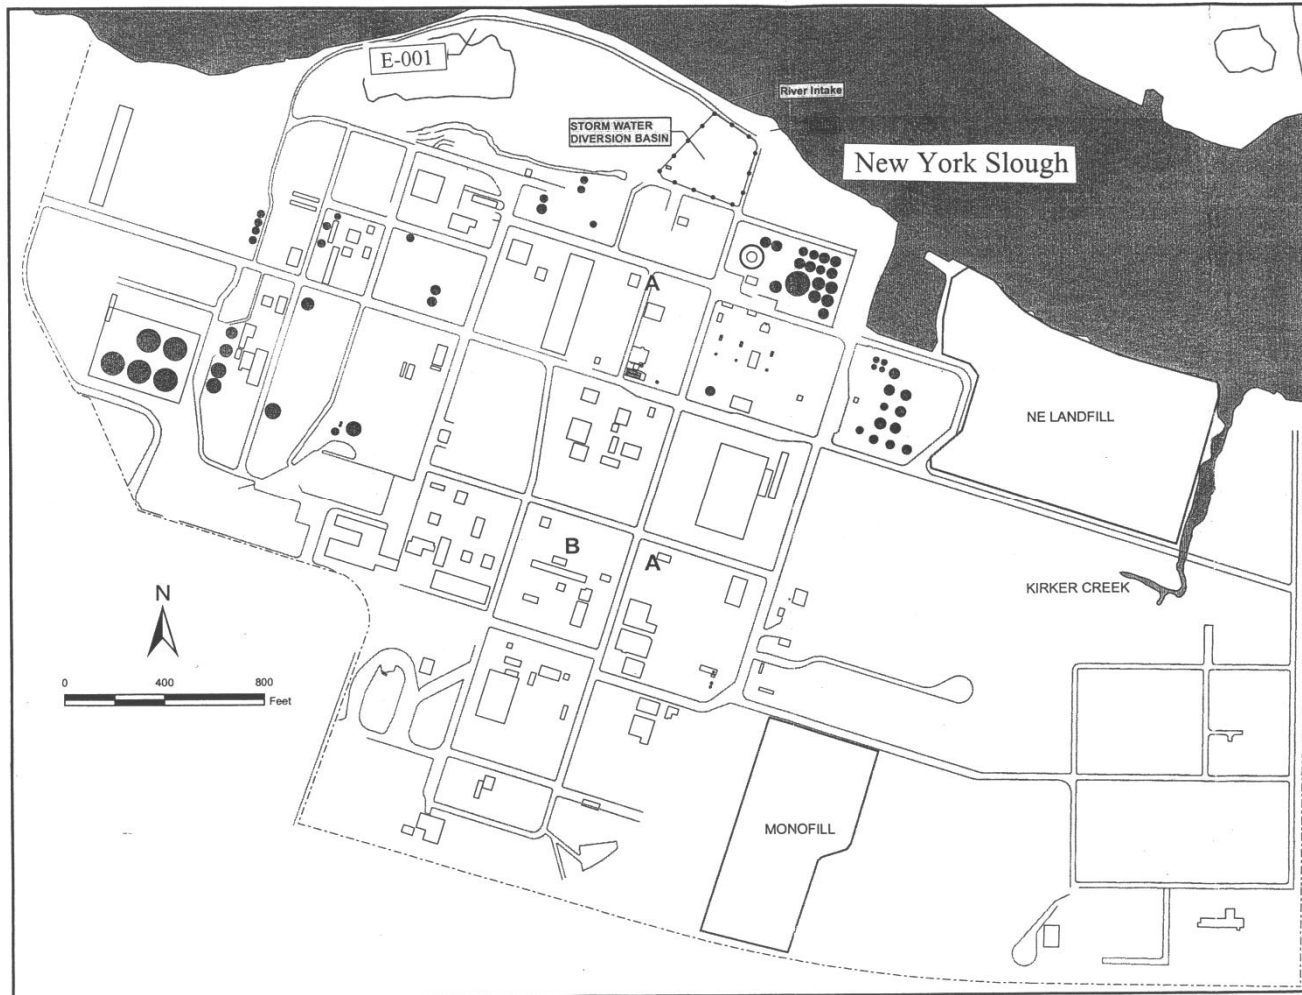 E-001
River Intake
STORM WATER
DIVERSION BASIN
New York Slough
A
NE LANDFILL
B
A
KIRKER CREEK
N
0 400 800
Feet
MONOFILL